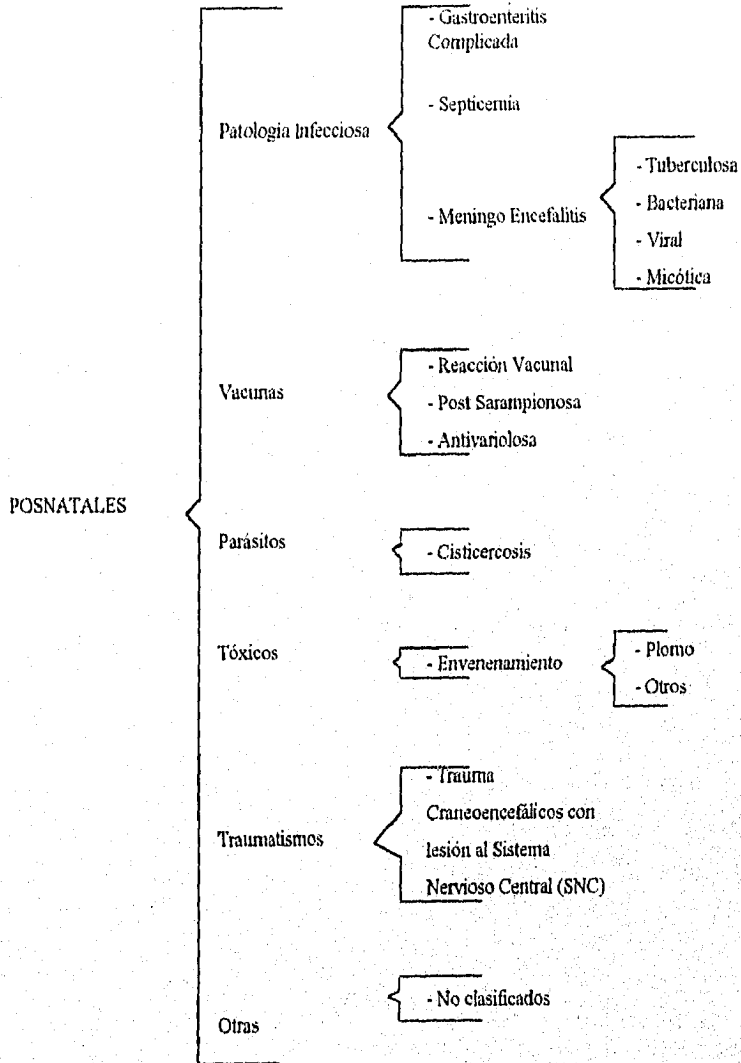 - Gastroenteritis
Complicada
Patología Infecciosa
- Septicemia
- Meningo Encefalitis
- Tuberculosa
- Bacteriana
- Viral
- Micótica
Vacunas
- Reacción Vacunal
- Post Sarampionosa
- Antivariolosa
POSNATALES
Parásitos
- Cisticercosis
Tóxicos
- Envenenamiento
- Plomo
- Otros
Traumatismos
- Trauma
Craneoencefálicos con
lesión al Sistema
Nervioso Central (SNC)
Otras
- No clasificados